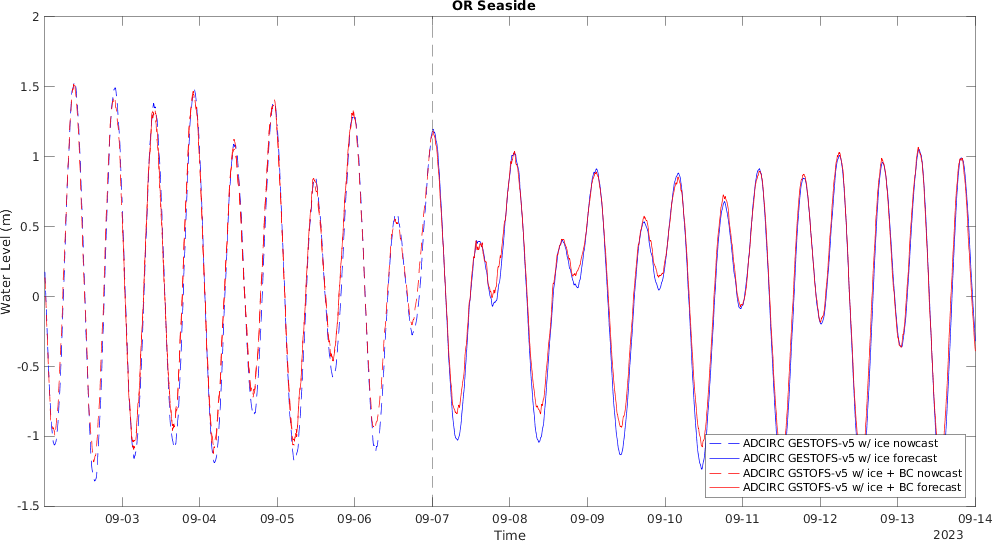 OR Seaside
Water Level (m)
2
1.5
1
0.5
0
-0.5
-1
-1.5
ADCIRC GESTOFS-v5 w/ ice nowcast
ADCIRC GESTOFS-v5 w/ ice forecast
ADCIRC GSTOFS-v5 w/ ice + BC nowcast
ADCIRC GSTOFS-v5 w/ ice + BC forecast
09-03 09-04 09-05 09-06 09-07 09-08 09-09 09-10 09-11 09-12 09-13 09-14
Time
2023